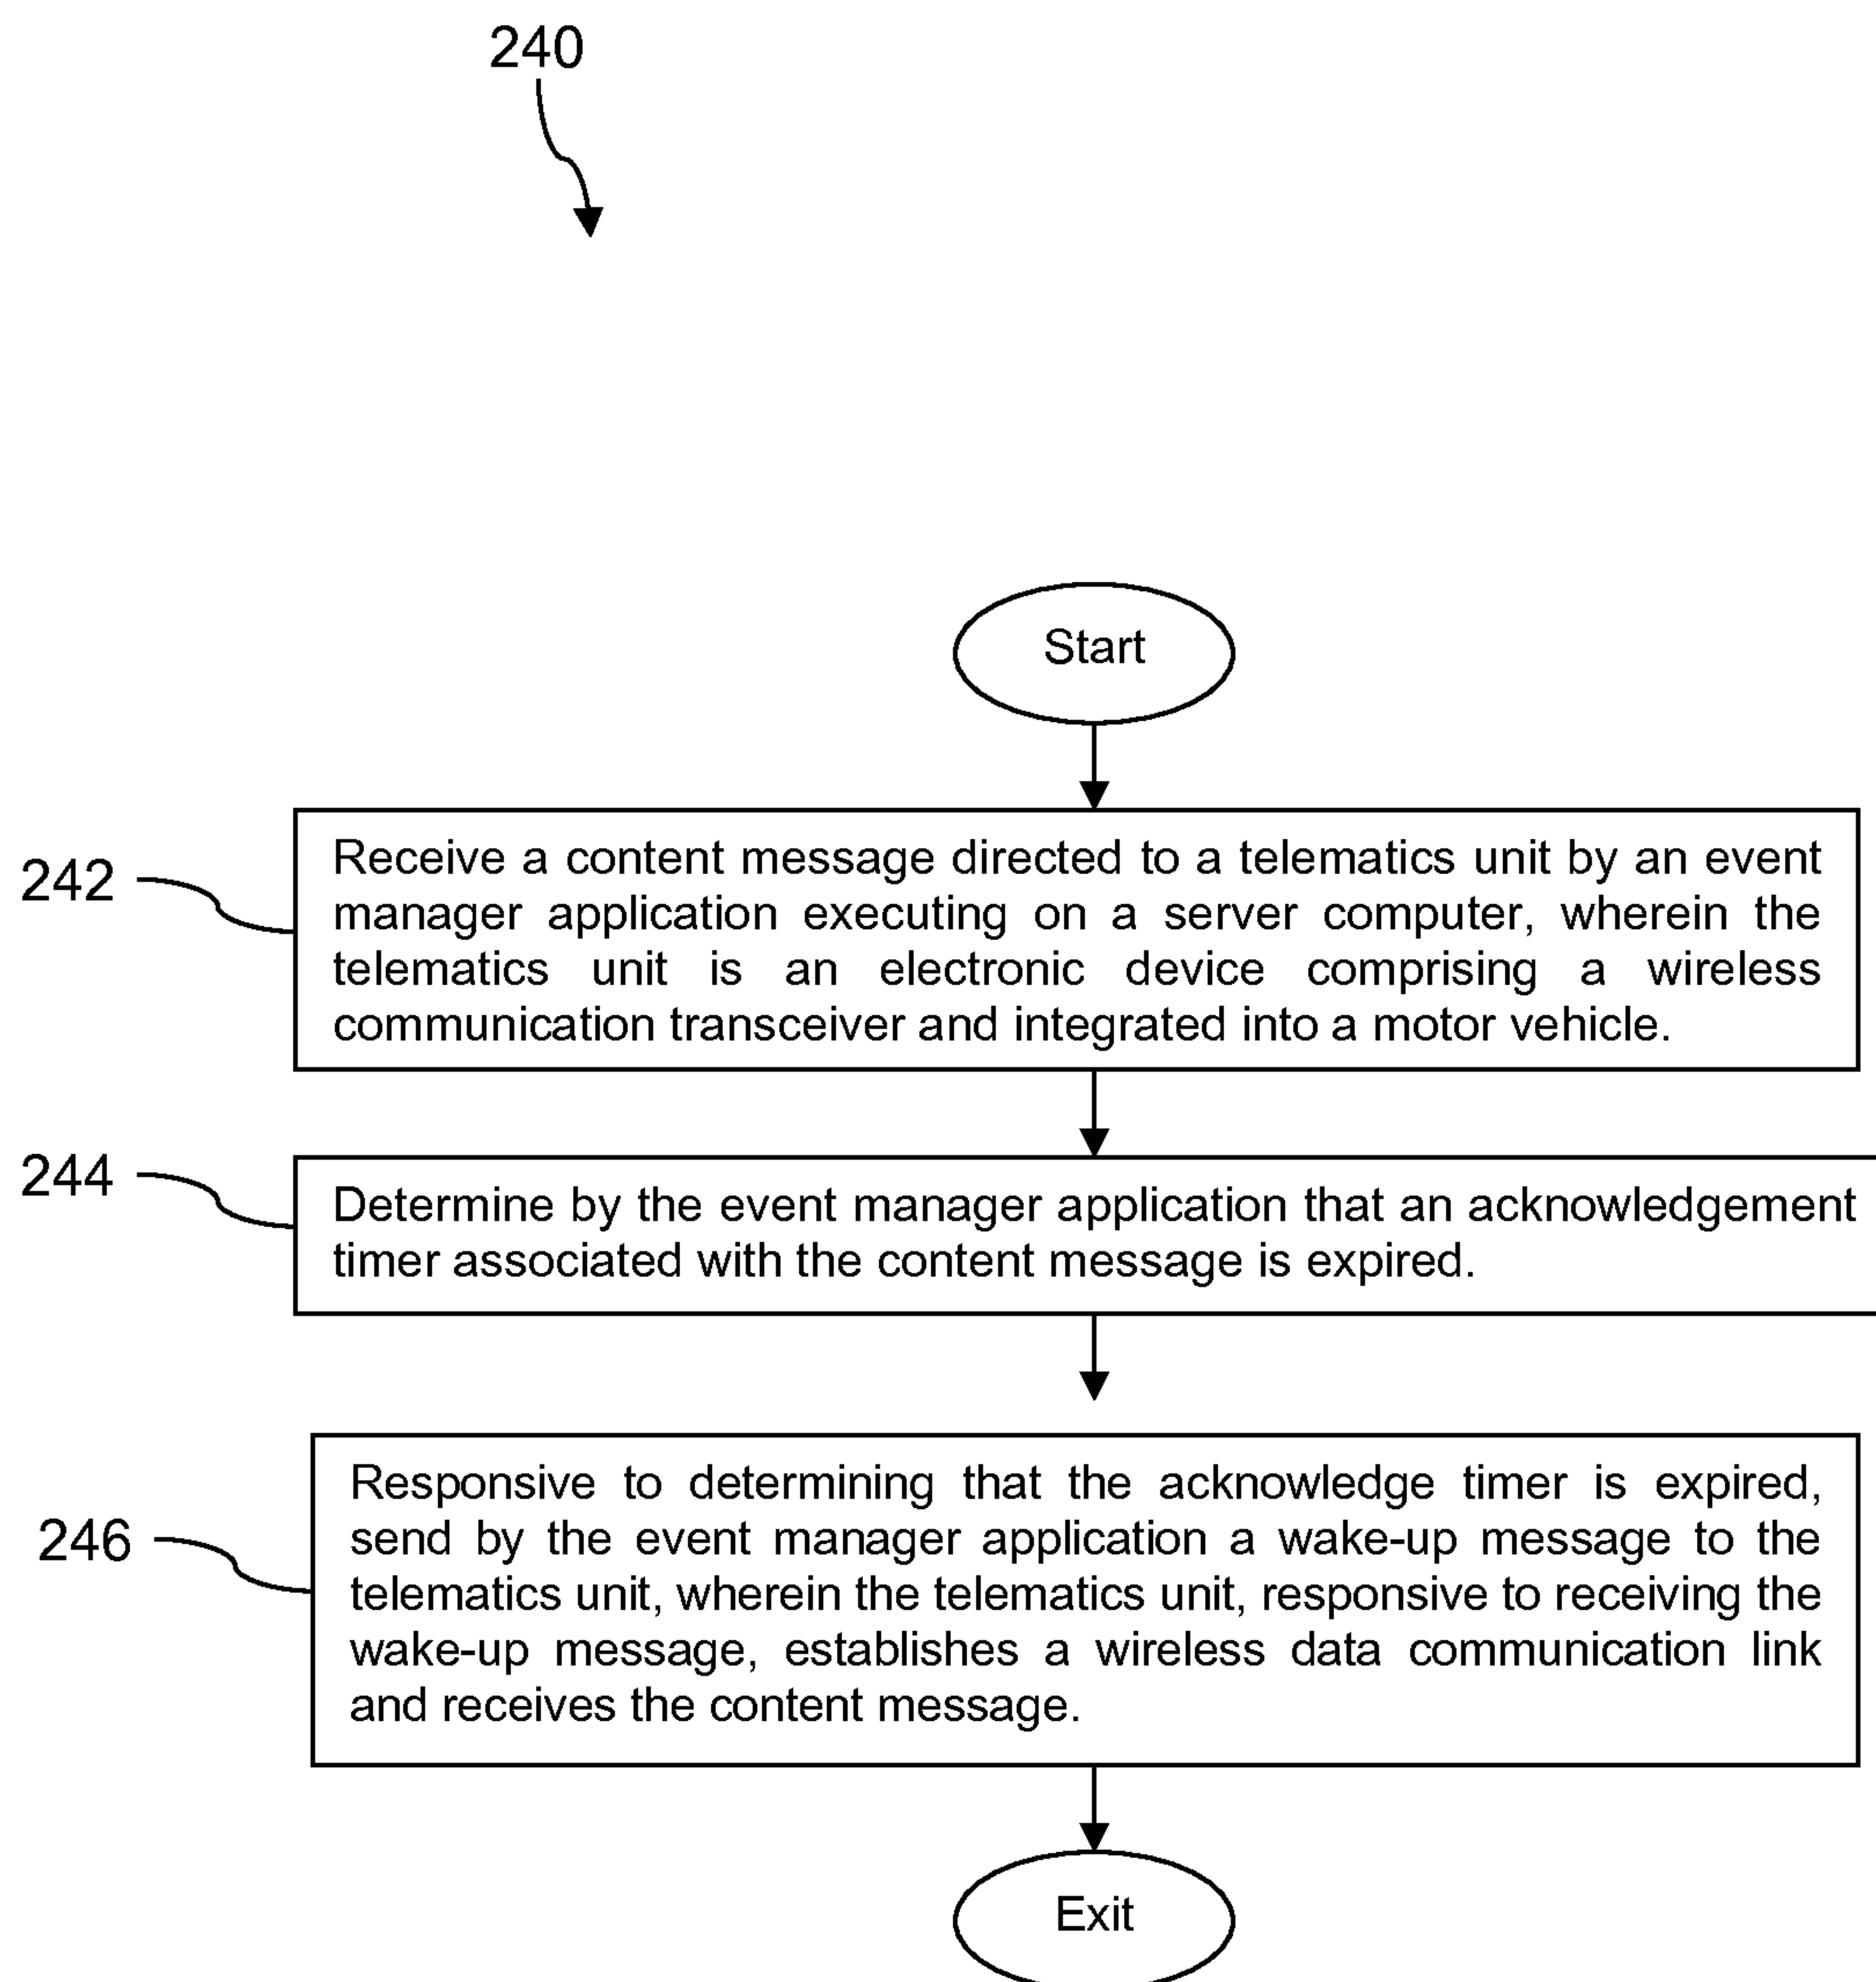 240
Start
242
Receive a content message directed to a telematics unit by an event
manager application executing on a server computer, wherein the
telematics unit is an electronic device comprising a wireless
communication transceiver and integrated into a motor vehicle.
244
Determine by the event manager application that an acknowledgement
timer associated with the content message is expired.
246
Responsive to determining that the acknowledge timer is expired,
send by the event manager application a wake-up message to the
telematics unit, wherein the telematics unit, responsive to receiving the
wake-up message, establishes a wireless data communication link
and receives the content message.
Exit